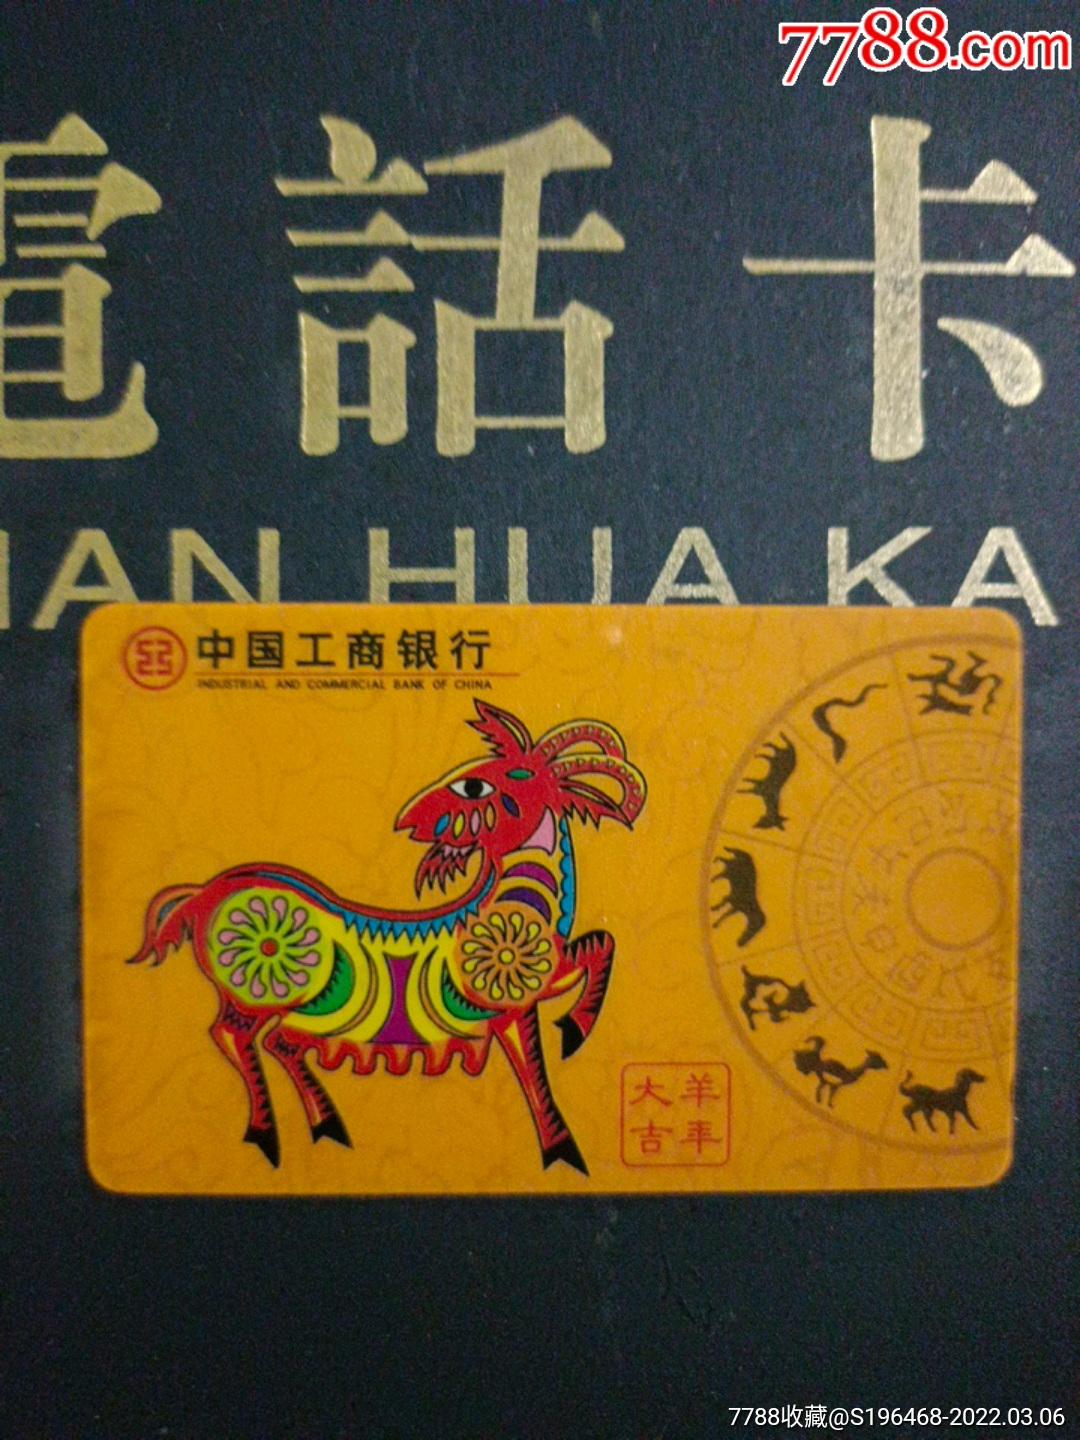 7788.com
電話卡
IAN HUA KA
中国工商银行
INDUSTRIAL AND COMMERCIAL BANK OF CHINA
羊年
大吉
7788收藏@S196468-2022.03.06